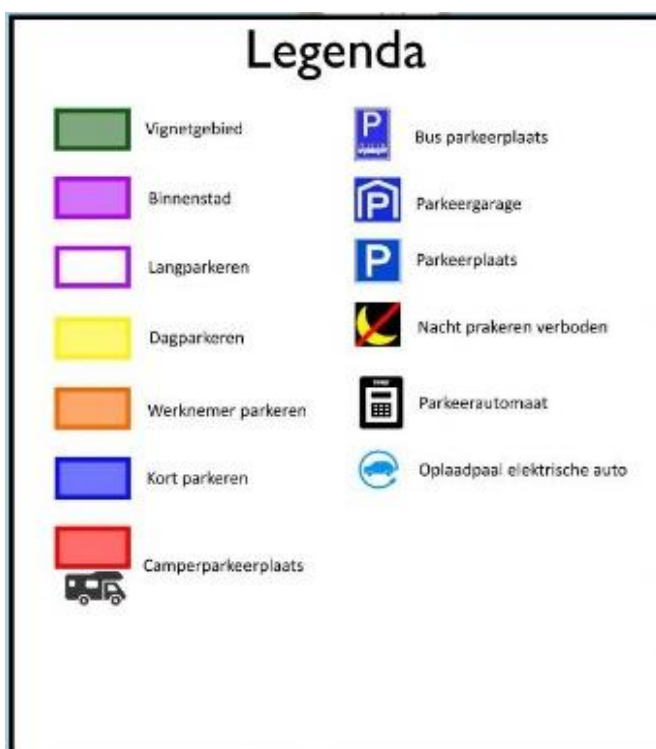 Legenda
Vignetgebied
Binnenstad
Langparkeren
Dagparkeren
Werknemer parkeren
Kort parkeren
Camperparkeerplaats
P
Bus parkeerplaats
P
Parkeergarage
P
Parkeerplaats
Nacht prakeren verboden
Parkeerautomaat
Oplaadpaal elektrische auto